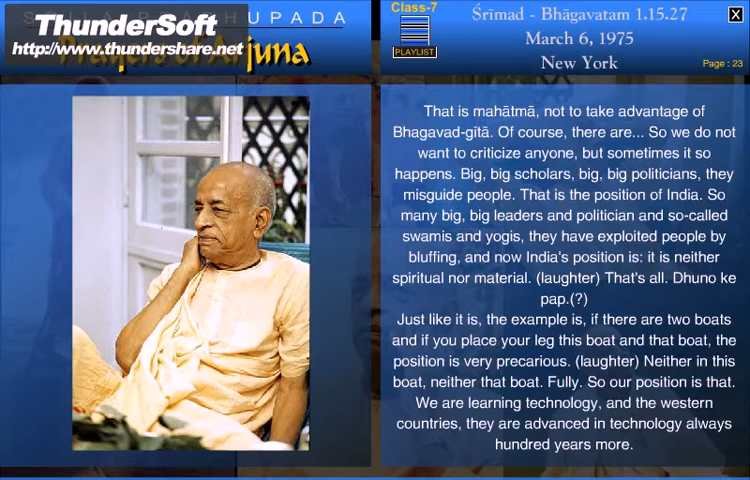 S LA PRABHUPADA
ThunderSoft
http://www.thundershare.net
Prayers of Arjuna
Class-7
PLAYLIST
Śrīmad - Bhāgavatam 1.15.27
March 6, 1975
New York
X
Page : 23
That is mahātmā, not to take advantage of
Bhagavad-gītā. Of course, there are... So we do not
want to criticize anyone, but sometimes it so
happens. Big, big scholars, big, big politicians, they
misguide people. That is the position of India. So
many big, big leaders and politician and so-called
swamis and yogis, they have exploited people by
bluffing, and now India's position is: it is neither
spiritual nor material. (laughter) That's all. Dhuno ke
pap.(?)
Just like it is, the example is, if there are two boats
and if you place your leg this boat and that boat, the
position is very precarious. (laughter) Neither in this
boat, neither that boat. Fully. So our position is that.
We are learning technology, and the western
countries, they are advanced in technology always
hundred years more.